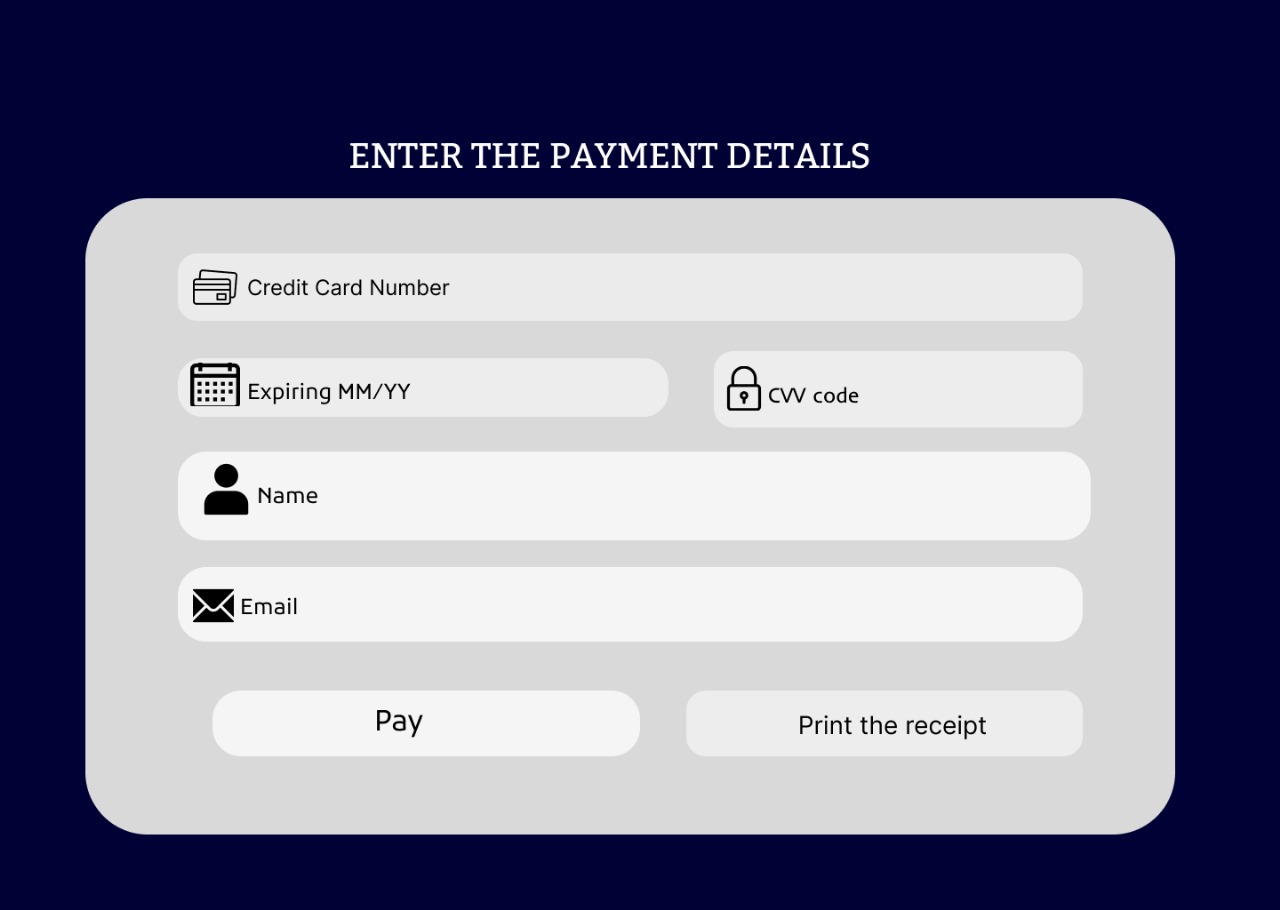 ENTER THE PAYMENT DETAILS
Credit Card Number
Expiring MM/YY
CVV code
Name
Email
Pay
Print the receipt